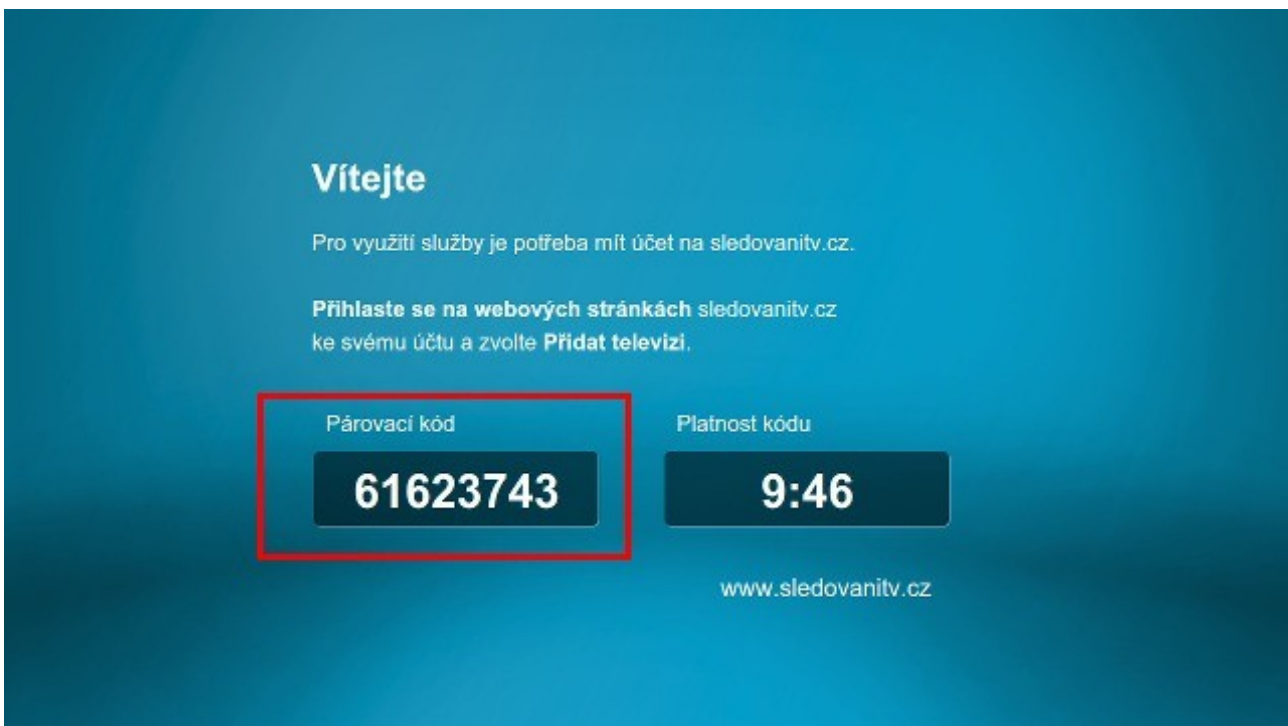 Vítejte
Pro využití služby je potřeba mít účet na sledovanitv.cz.
Přihlaste se na webových stránkách sledovanitv.cz
ke svému účtu a zvolte Přidat televizi.
Párovací kód
Platnost kódu
61623743
9:46
www.sledovanitv.cz